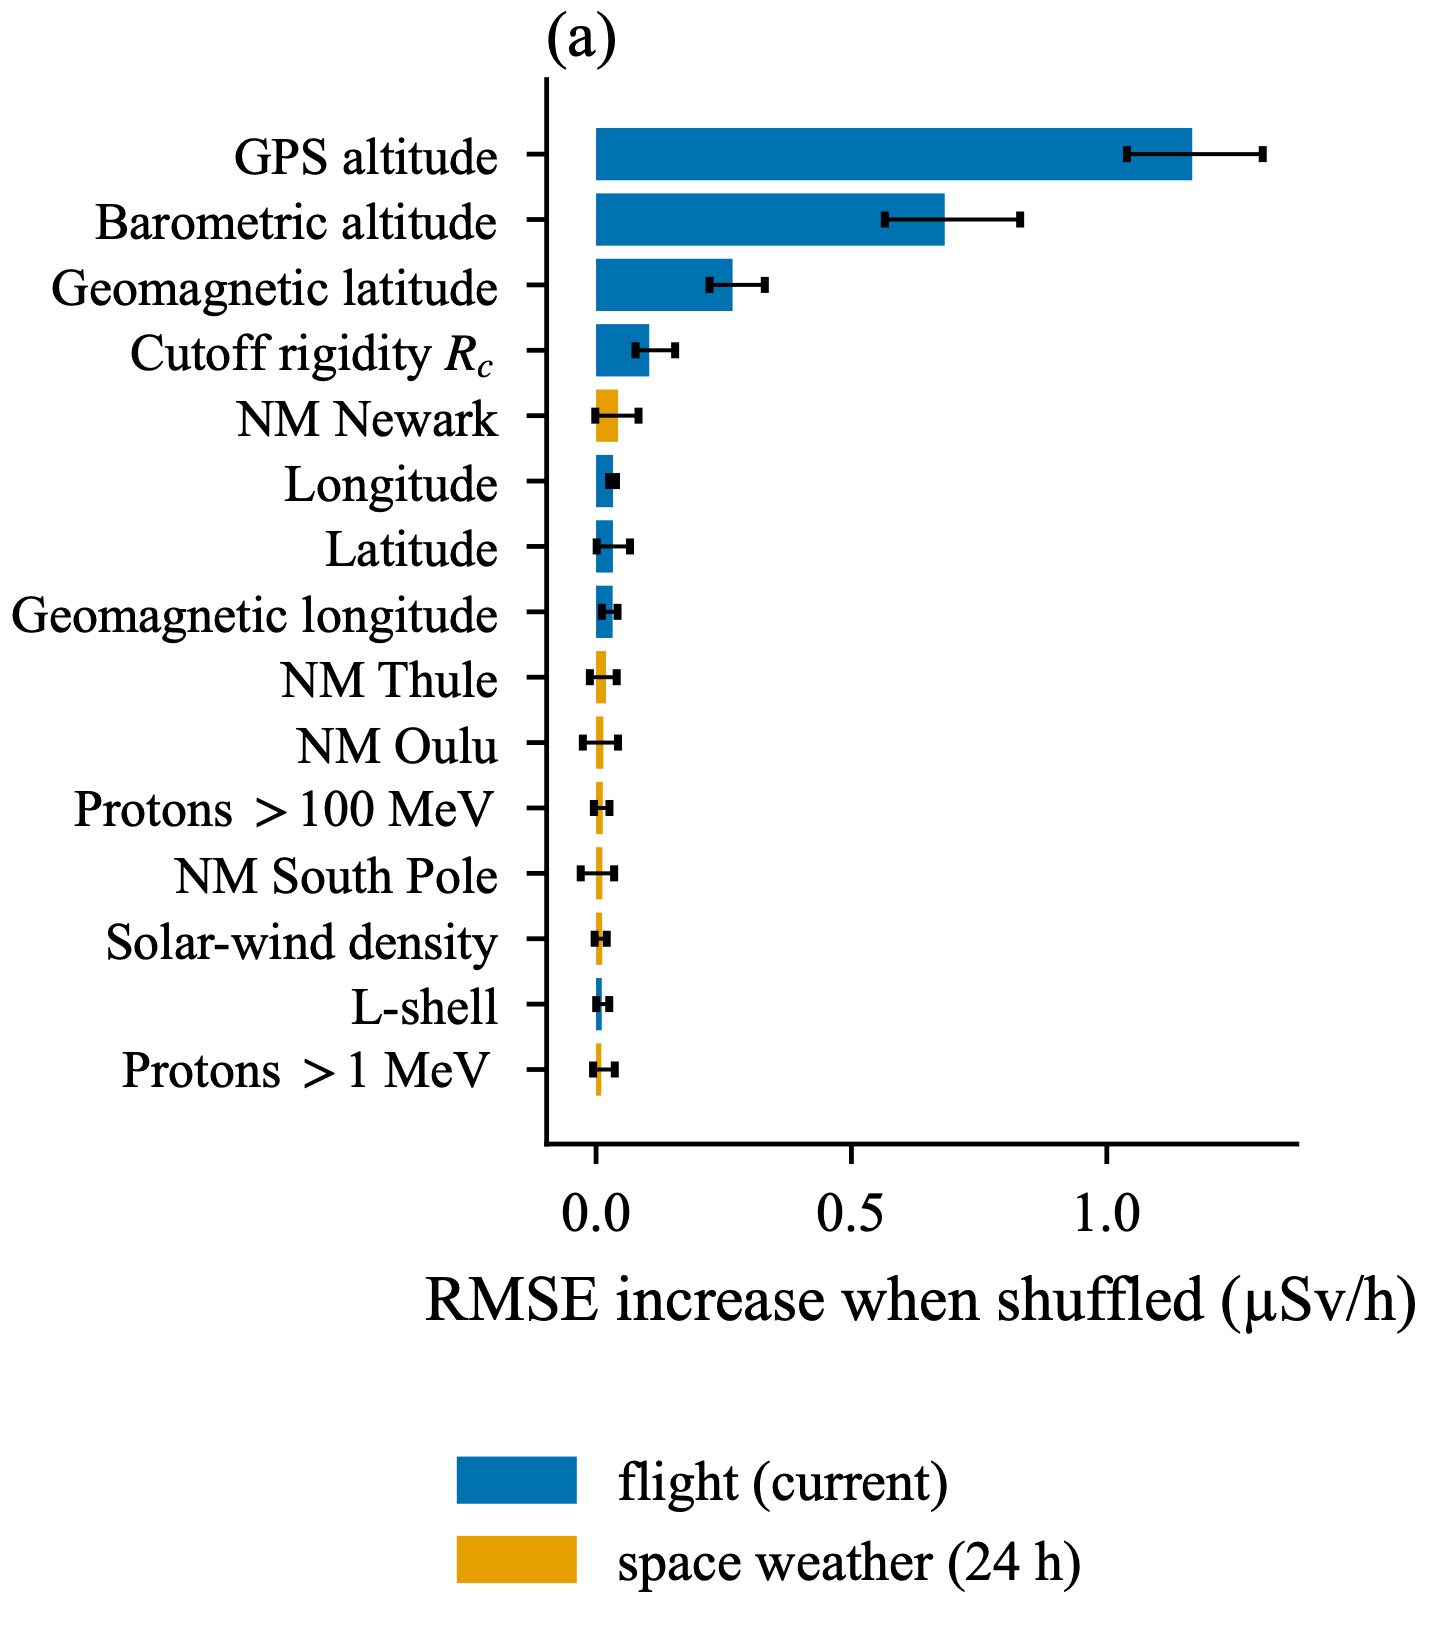 (a)
GPS altitude
Barometric altitude
Geomagnetic latitude
Cutoff rigidity R_c
NM Newark
Longitude
Latitude
Geomagnetic longitude
NM Thule
NM Oulu
Protons >100 MeV
NM South Pole
Solar-wind density
L-shell
Protons >1 MeV
0.0 0.5 1.0
RMSE increase when shuffled (µSv/h)
flight (current)
space weather (24 h)